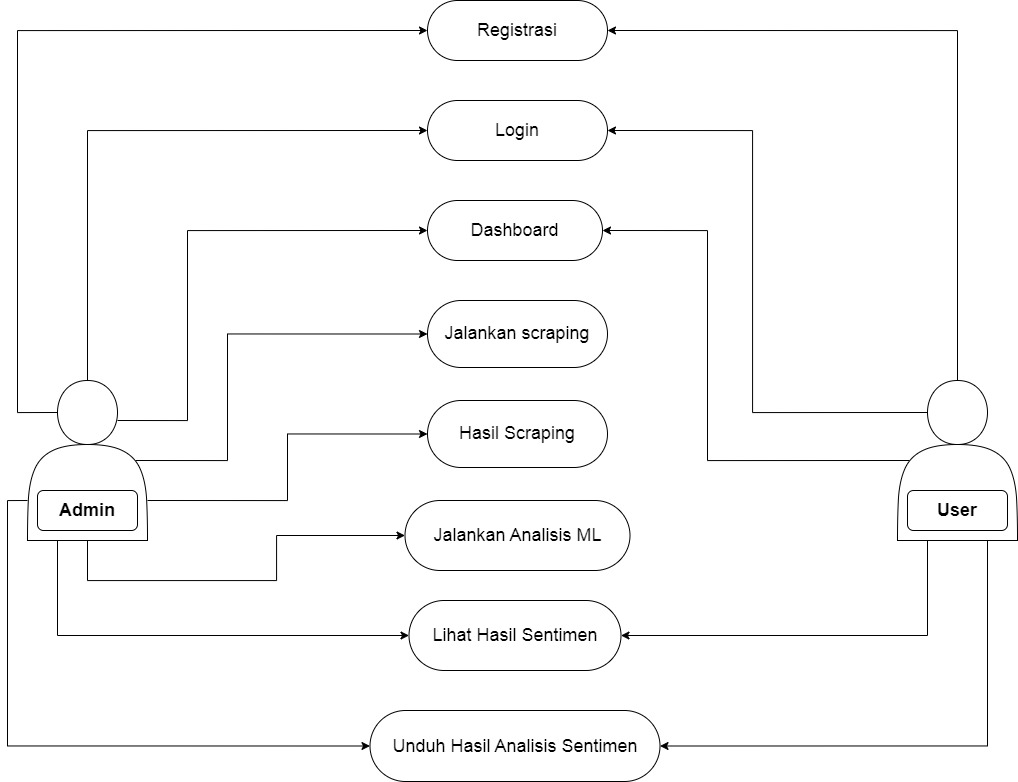 Registrasi
Login
Dashboard
Jalankan scraping
Hasil Scraping
Admin
User
Jalankan Analisis ML
Lihat Hasil Sentimen
Unduh Hasil Analisis Sentimen